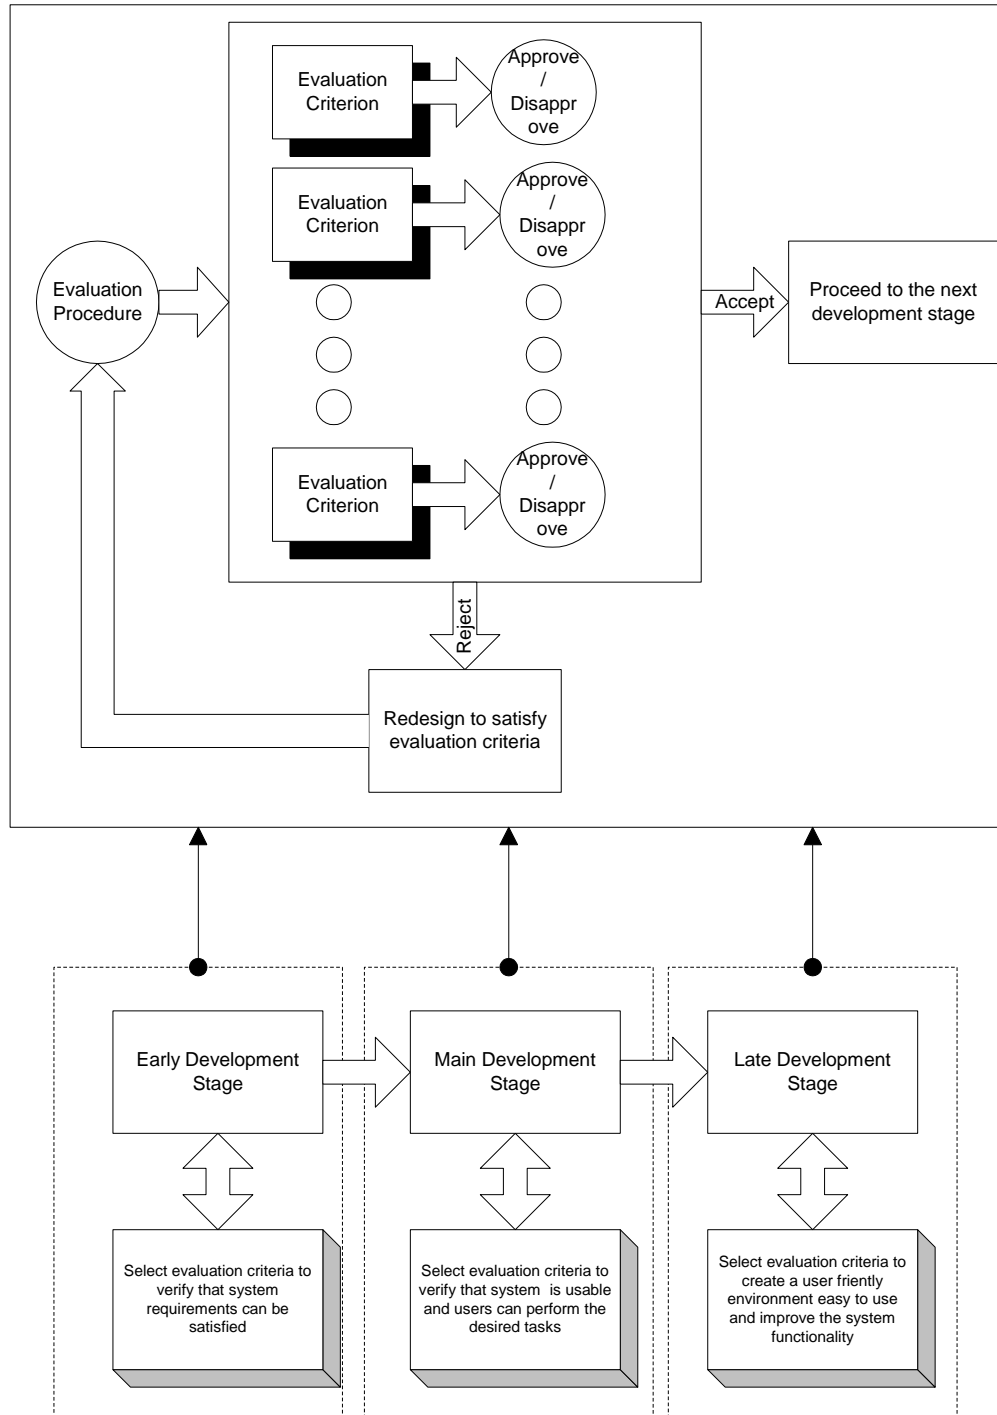 Evaluation
Criterion
Approve
/
Disappr
ove
Evaluation
Criterion
Approve
/
Disappr
ove
Evaluation
Procedure
Accept
Proceed to the next
development stage
Evaluation
Criterion
Approve
/
Disappr
ove
Reject
Redesign to satisfy
evaluation criteria
Early Development
Stage
Main Development
Stage
Late Development
Stage
Select evaluation criteria to
verify that system
requirements can be
satisfied
Select evaluation criteria to
verify that system is usable
and users can perform the
desired tasks
Select evaluation criteria to
create a user friently
environment easy to use
and improve the system
functionality